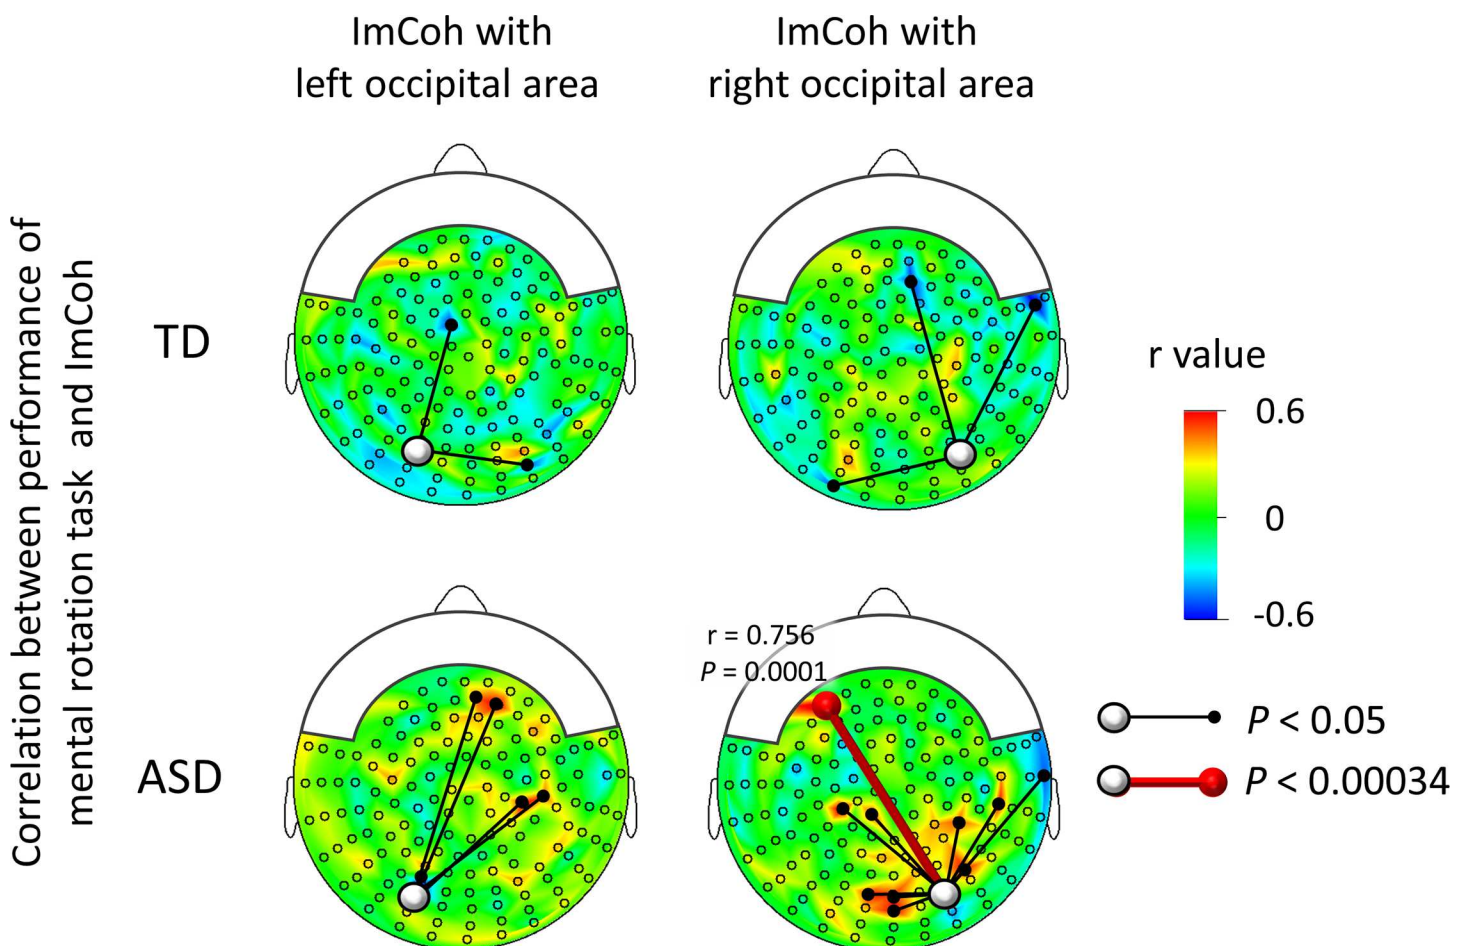 ImCoh with
left occipital area
ImCoh with
right occipital area
Correlation between performance of
mental rotation task and ImCoh
TD
ASD
r value
0.6
0
-0.6
r = 0.756
P = 0.0001
P < 0.05
P < 0.00034